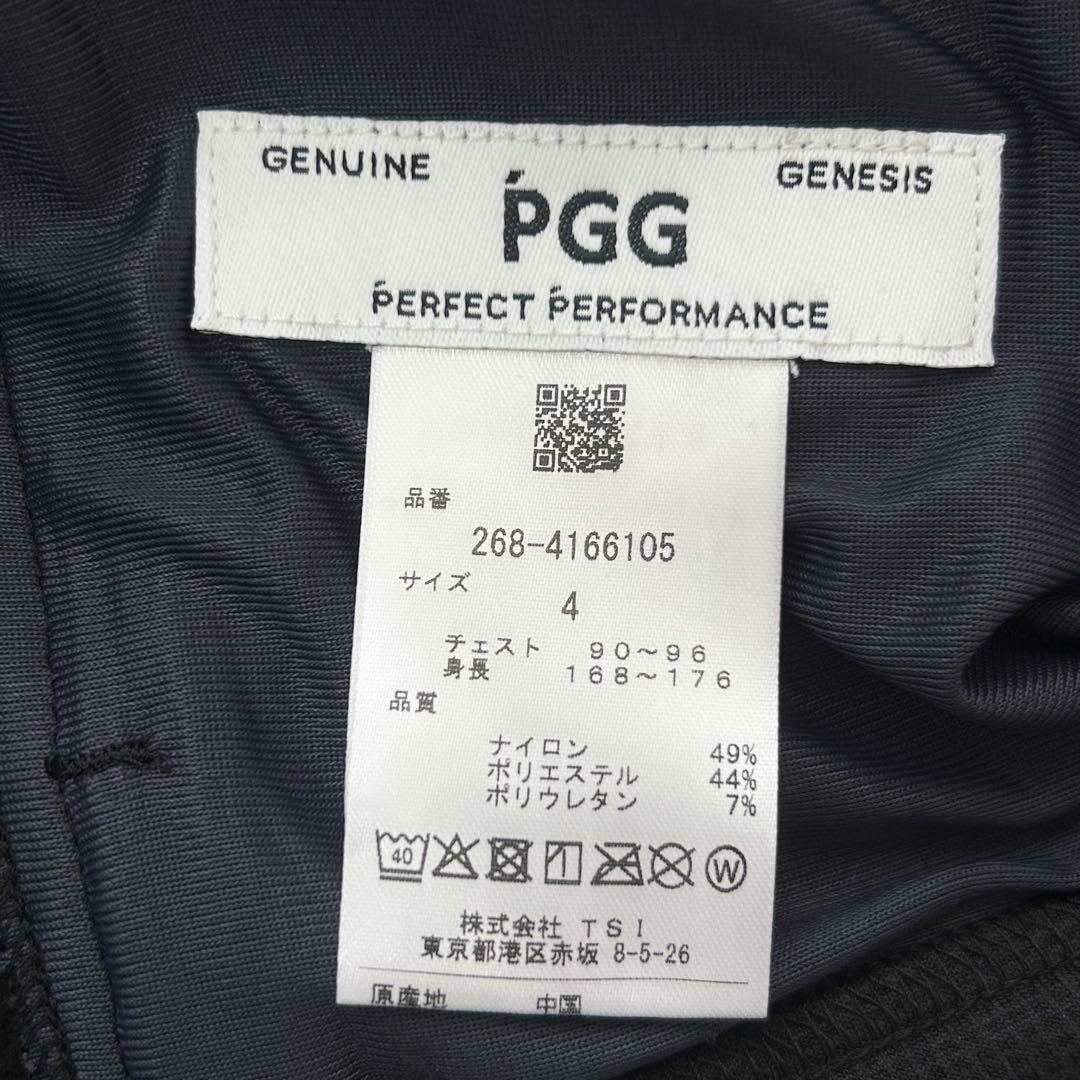 GENUINE GENESIS
ṔGG
ṔERFECT ṔERFORMANCE
品番
268-4166105
サイズ
4
チェスト 90～96
身長 168～176
品質
ナイロン 49%
ポリエステル 44%
ポリウレタン 7%
40 W
株式会社 TSI
東京都港区赤坂 8-5-26
原産地 中国